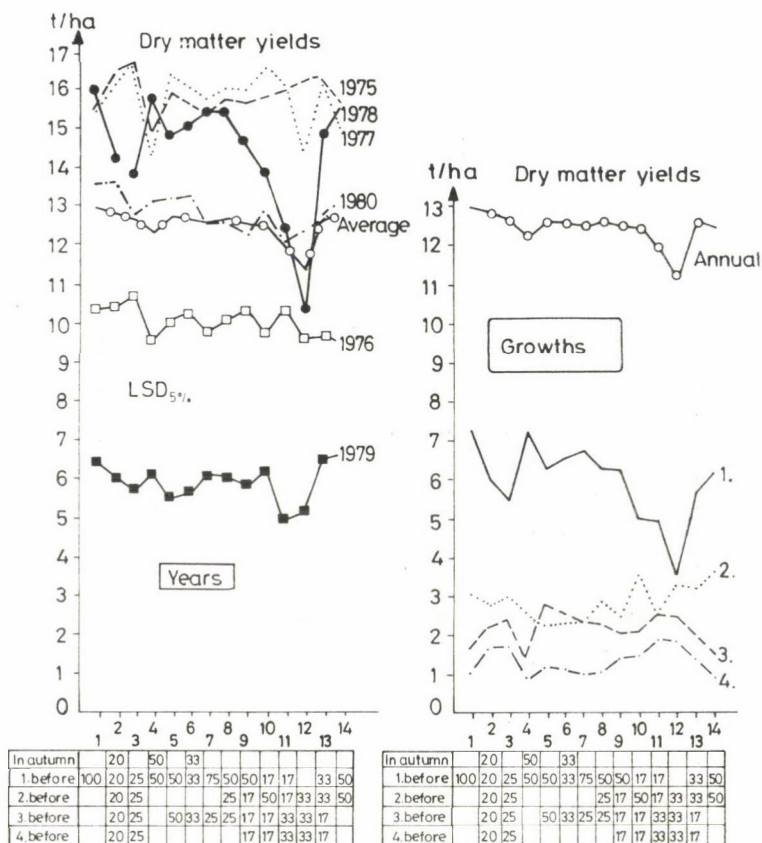 t/ha
Dry matter yields
17
16
15
14
13
12
11
10
9
8
7
6
5
4
3
2
1
0
1975
1978
1977
1980
Average
1976
LSD5%
1979
Years
2 4 6 8 10 12 14
1 3 5 7 9 11 13
In autumn 20 50 33
1.before 100 20 25 50 50 33 75 50 50 17 17 33 50
2.before 20 25 25 17 50 17 33 33 50
3.before 20 25 50 33 25 25 17 17 33 33 17
4.before 20 25 17 17 33 33 17
t/ha
Dry matter yields
13
12
11
10
9
8
7
6
5
4
3
2
1
0
Annual
Growths
1.
2.
3.
4.
2 4 6 8 10 12 14
1 3 5 7 9 11 13
In autumn 20 50 33
1.before 100 20 25 50 50 33 75 50 50 17 17 33 50
2.before 20 25 25 17 50 17 33 33 50
3.before 20 25 50 33 25 25 17 17 33 33 17
4.before 20 25 17 17 33 33 17